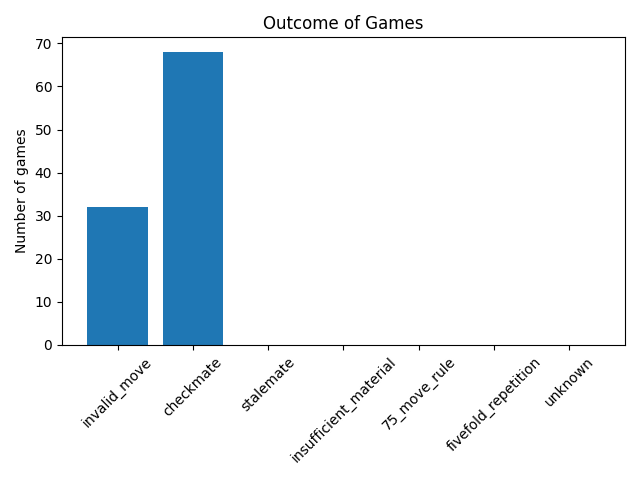 Outcome of Games
Number of games
70
60
50
40
30
20
10
0
invalid_move
checkmate
stalemate
insufficient_material
75_move_rule
fivefold_repetition
unknown